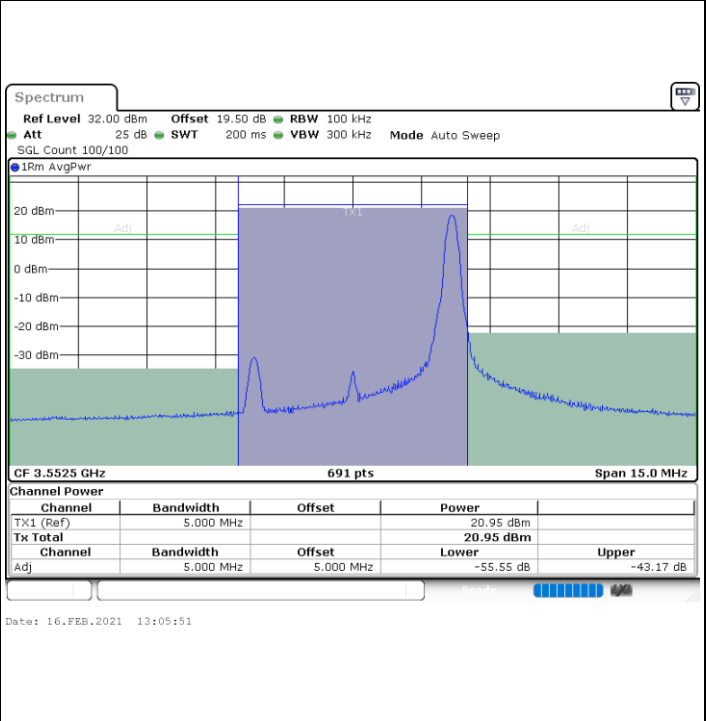 Spectrum
Ref Level 32.00 dBm Offset 19.50 dB RBW 100 kHz
Att 25 dB SWT 200 ms VBW 300 kHz Mode Auto Sweep
SGL Count 100/100
1Rm AvgPwr
TX1
20 dBm
Adj Adj
10 dBm
0 dBm
-10 dBm
-20 dBm
-30 dBm
CF 3.5525 GHz 691 pts Span 15.0 MHz
Channel Power
Channel Bandwidth Offset Power
TX1 (Ref) 5.000 MHz 20.95 dBm
Tx Total 20.95 dBm
Channel Bandwidth Offset Lower Upper
Adj 5.000 MHz 5.000 MHz -55.55 dB -43.17 dB
Ready
Date: 16.FEB.2021 13:05:51